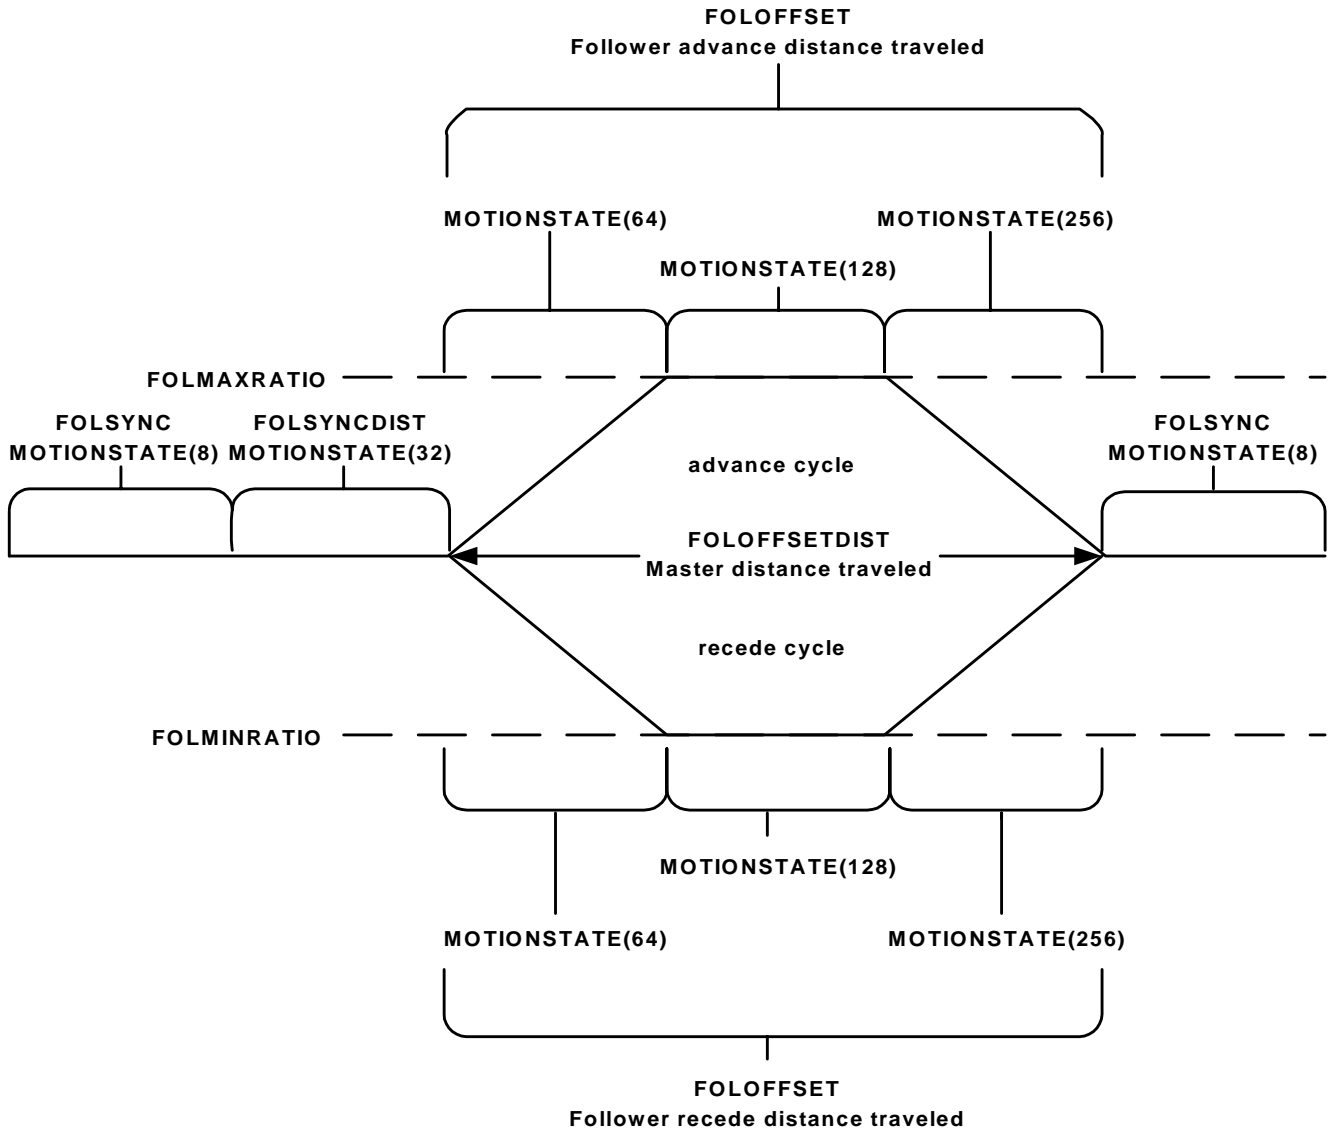 FOLOFFSET
Follower advance distance traveled
MOTIONSTATE(64)
MOTIONSTATE(256)
MOTIONSTATE(128)
FOLMAXRATIO
FOLSYNC
MOTIONSTATE(8)
FOLSYNCDIST
MOTIONSTATE(32)
FOLSYNC
MOTIONSTATE(8)
advance cycle
FOLOFFSETDIST
Master distance traveled
recede cycle
FOLMINRATIO
MOTIONSTATE(128)
MOTIONSTATE(64)
MOTIONSTATE(256)
FOLOFFSET
Follower recede distance traveled